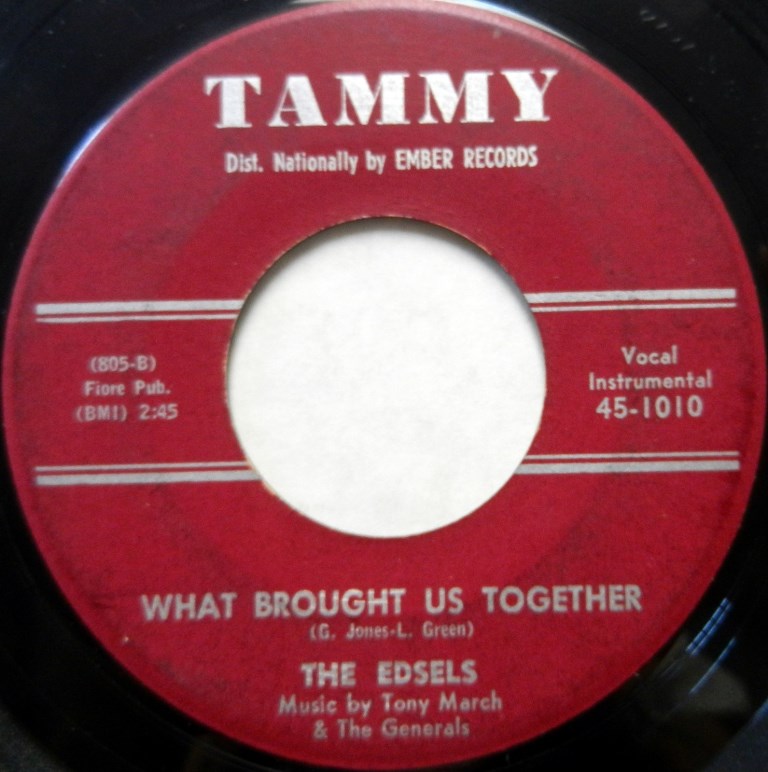 TAMMY
Dist. Nationally by EMBER RECORDS
(805-B)
Fiore Pub.
(BMI) 2:45
Vocal
Instrumental
45-1010
WHAT BROUGHT US TOGETHER
(G. Jones-L. Green)
THE EDSELS
Music by Tony March
& The Generals